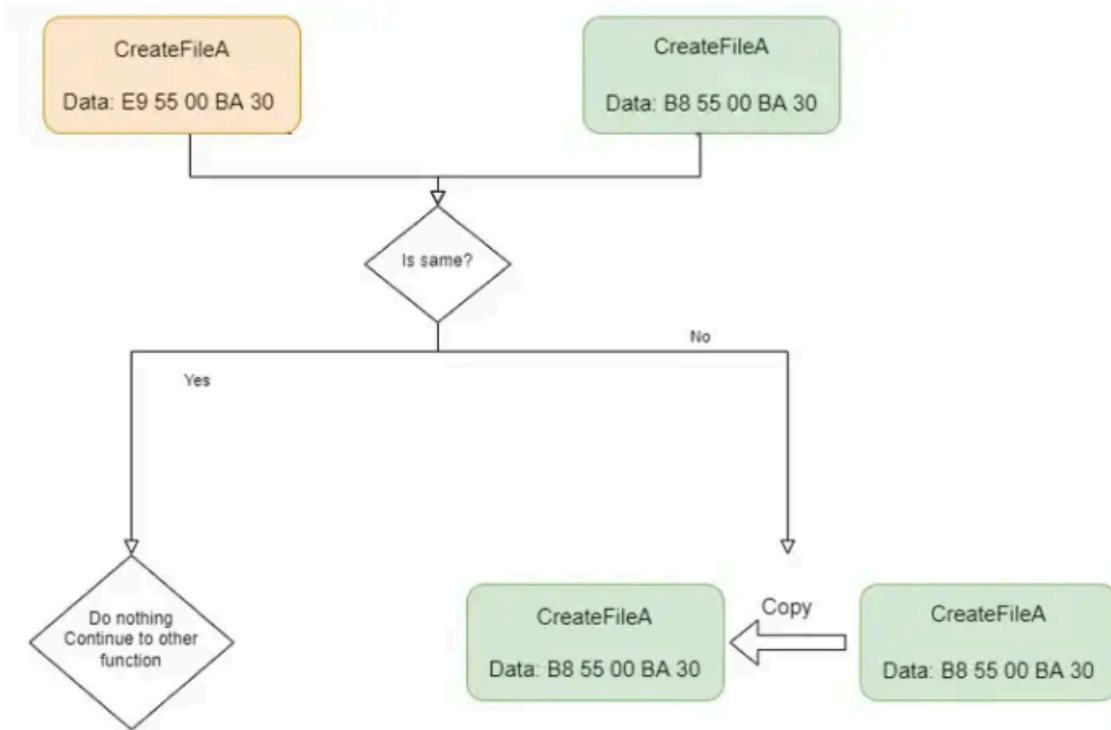 CreateFileA
Data: E9 55 00 BA 30
CreateFileA
Data: B8 55 00 BA 30
Is same?
No
Yes
Do nothing
Continue to other
function
CreateFileA
Data: B8 55 00 BA 30
Copy
CreateFileA
Data: B8 55 00 BA 30